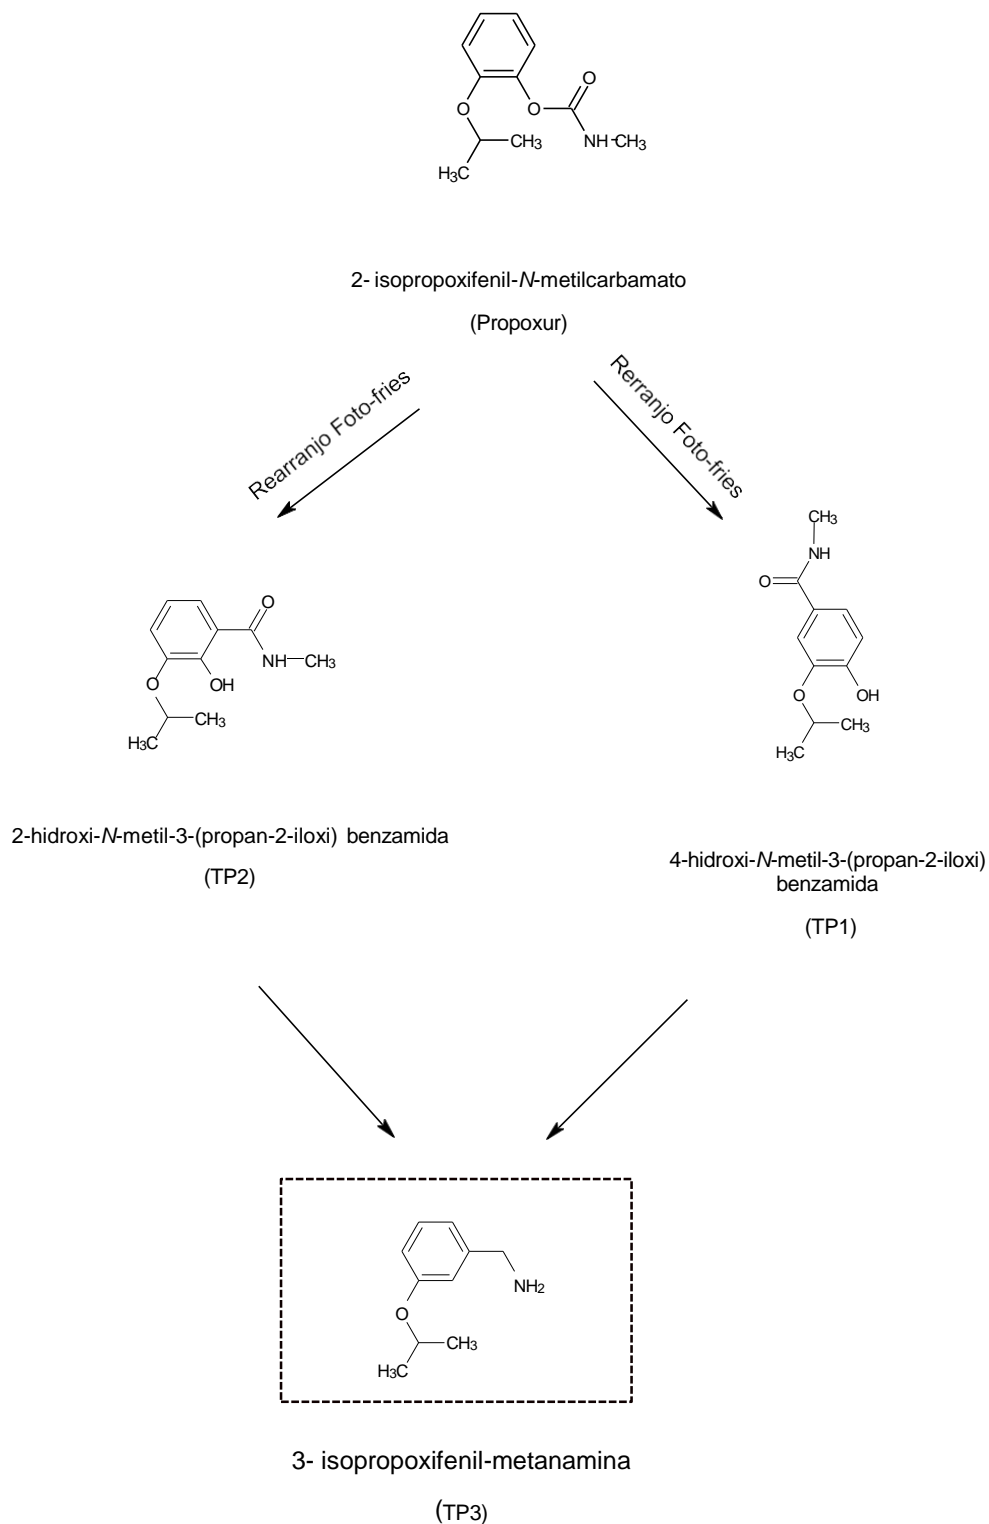 O
O
O
CH3
NH-CH3
H3C
2- isopropoxifenil-N-metilcarbamato
(Propoxur)
Rearranjo Foto-fries
Rerranjo Foto-fries
CH3
NH
O
O
NH
CH3
O
OH
CH3
H3C
O
OH
CH3
H3C
2-hidroxi-N-metil-3-(propan-2-iloxi) benzamida
(TP2)
4-hidroxi-N-metil-3-(propan-2-iloxi)
benzamida
(TP1)
NH2
O
CH3
H3C
3- isopropoxifenil-metanamina
(TP3)